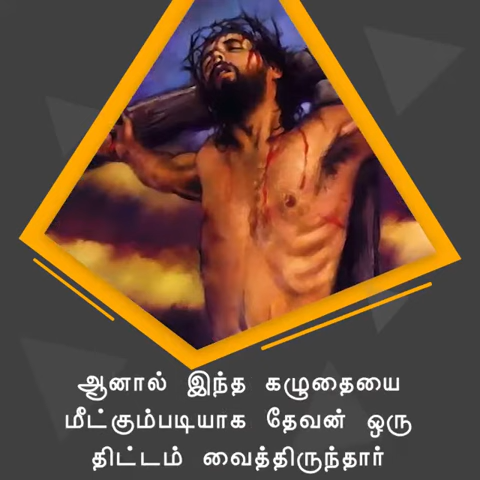 ஆனால் இந்த கழுதையை
மீட்கும்படியாக தேவன் ஒரு
திட்டம் வைத்திருந்தார்